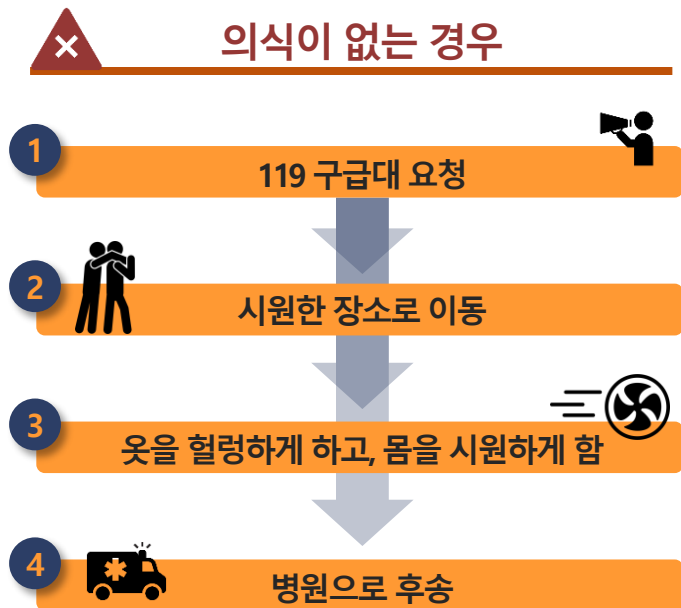 의식이 없는 경우
1
119 구급대 요청
2
시원한 장소로 이동
3
옷을 헐렁하게 하고, 몸을 시원하게 함
4
병원으로 후송